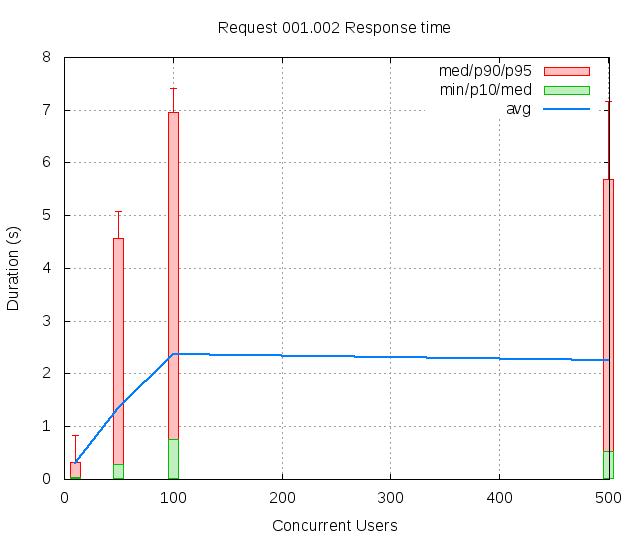 Request 001.002 Response time
med/p90/p95
min/p10/med
avg
8
7
6
5
4
3
2
1
0
Duration (s)
0 100 200 300 400 500
Concurrent Users